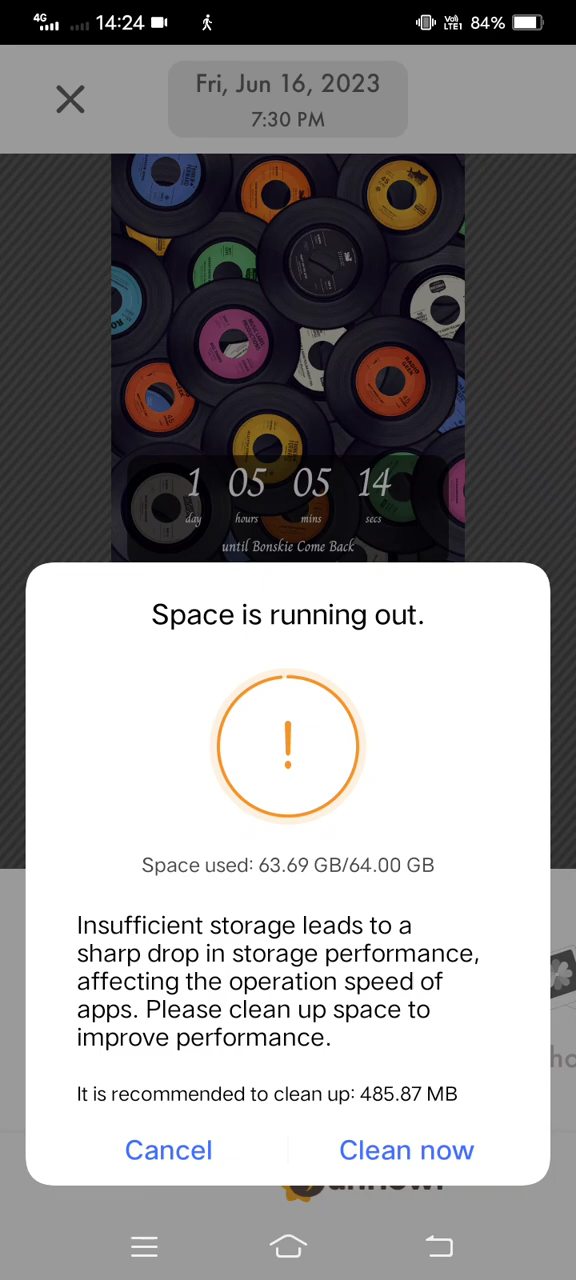 4G
14:24
Vo))
LTE1
84%
Fri, Jun 16, 2023
7:30 PM
1 05 05 14
day hours mins secs
until Bonskie Come Back
Space is running out.
!
Space used: 63.69 GB/64.00 GB
Insufficient storage leads to a
sharp drop in storage performance,
affecting the operation speed of
apps. Please clean up space to
improve performance.
It is recommended to clean up: 485.87 MB
Cancel
Clean now